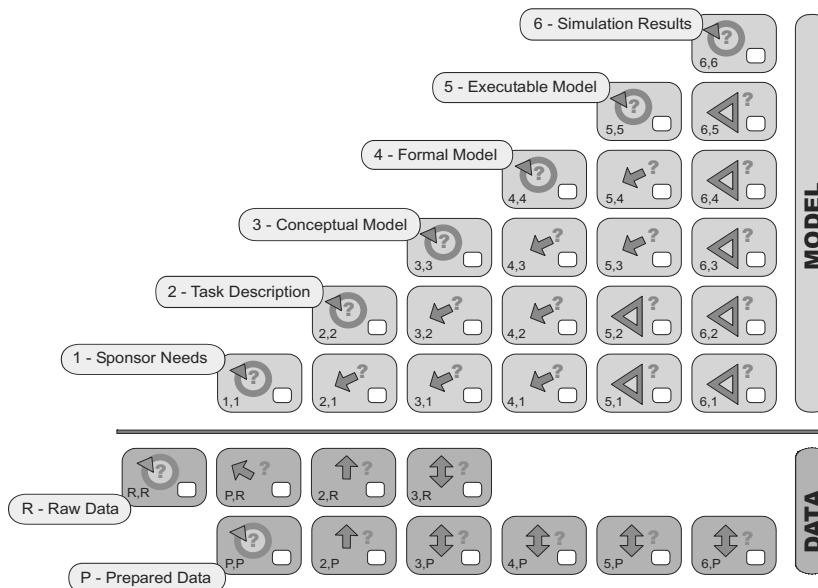 6 - Simulation Results
?
6,6
5 - Executable Model
?
5,5
?
6,5
4 - Formal Model
?
4,4
?
5,4
?
6,4
3 - Conceptual Model
?
3,3
?
4,3
?
5,3
?
6,3
2 - Task Description
?
2,2
?
3,2
?
4,2
?
5,2
?
6,2
1 - Sponsor Needs
?
1,1
?
2,1
?
3,1
?
4,1
?
5,1
?
6,1
MODEL
?
R,R
?
P,R
?
2,R
?
3,R
R - Raw Data
?
P,P
?
2,P
?
3,P
?
4,P
?
5,P
?
6,P
P - Prepared Data
DATA